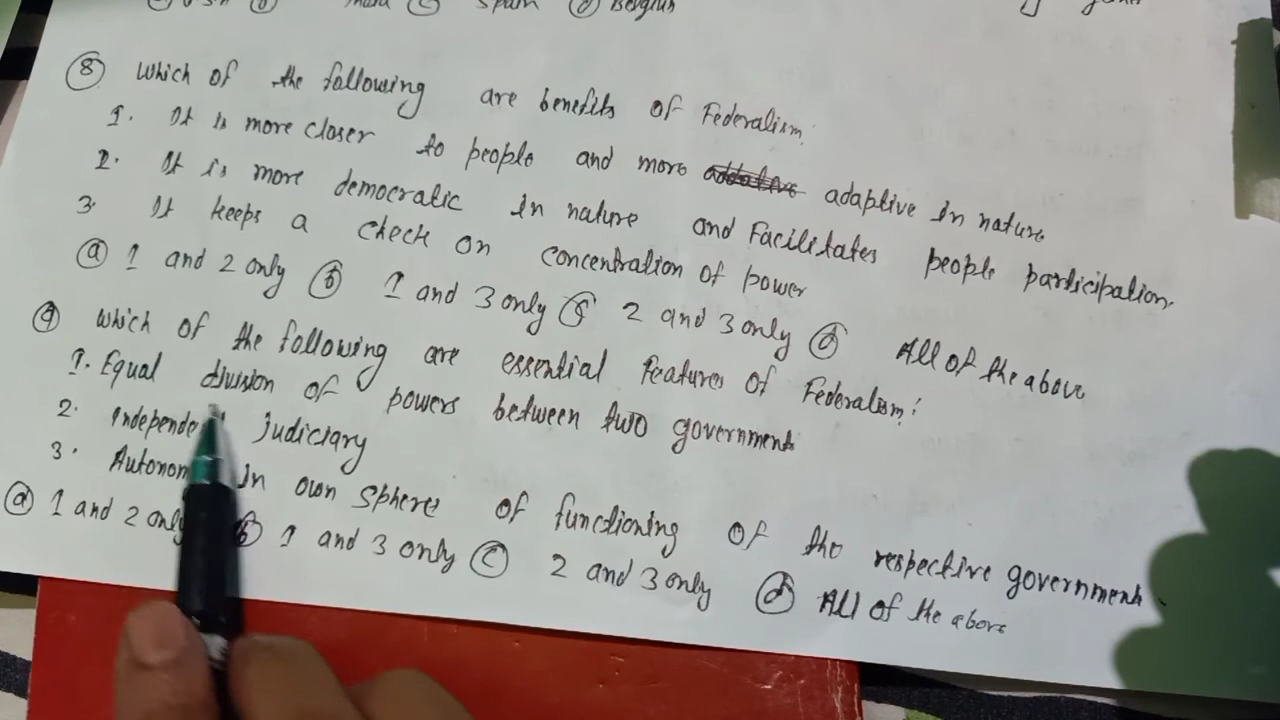 Spain ⓓ Belgium
⑧ Which of the following are benefits of Federalism:
1. It is more closer to people and more adaptive in nature
2. It is more democratic in nature and Facilitates people participation.
3. It keeps a check on concentration of power
ⓐ 1 and 2 only ⓑ 1 and 3 only ⓒ 2 and 3 only ⓓ All of the above
⑨ which of the following are essential Features of Federalism:
1. Equal division of powers between two government
2. Judiciary
3. in own sphere of functioning of the respective government.
ⓐ 1 and 2 only ⓑ 1 and 3 only ⓒ 2 and 3 only ⓓ All of the above